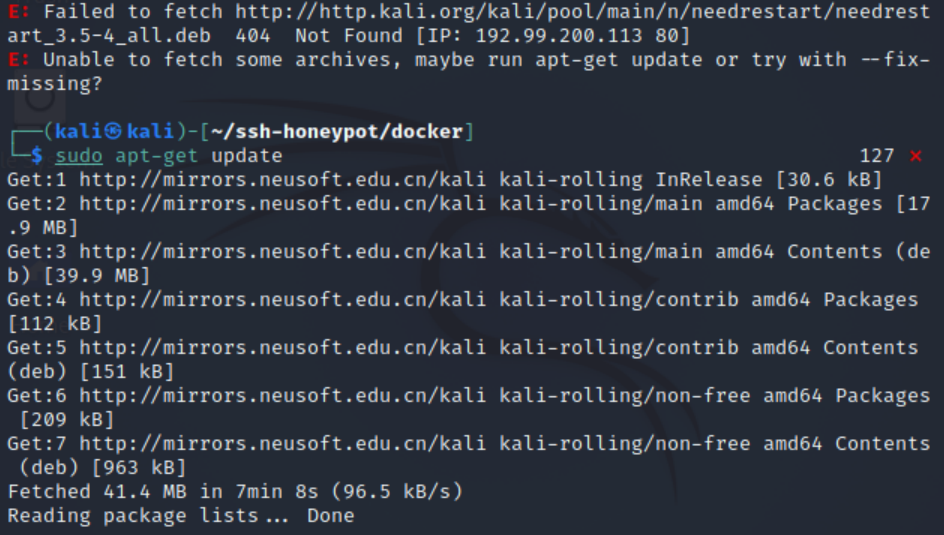 E: Failed to fetch http://http.kali.org/kali/pool/main/n/needrestart/needrest
art_3.5-4_all.deb  404  Not Found [IP: 192.99.200.113 80]
E: Unable to fetch some archives, maybe run apt-get update or try with --fix-
missing?
┌──(kali㉿kali)-[~/ssh-honeypot/docker]
└─$ sudo apt-get update 127 ⨯
Get:1 http://mirrors.neusoft.edu.cn/kali kali-rolling InRelease [30.6 kB]
Get:2 http://mirrors.neusoft.edu.cn/kali kali-rolling/main amd64 Packages [17
.9 MB]
Get:3 http://mirrors.neusoft.edu.cn/kali kali-rolling/main amd64 Contents (de
b) [39.9 MB]
Get:4 http://mirrors.neusoft.edu.cn/kali kali-rolling/contrib amd64 Packages
[112 kB]
Get:5 http://mirrors.neusoft.edu.cn/kali kali-rolling/contrib amd64 Contents
(deb) [151 kB]
Get:6 http://mirrors.neusoft.edu.cn/kali kali-rolling/non-free amd64 Packages
[209 kB]
Get:7 http://mirrors.neusoft.edu.cn/kali kali-rolling/non-free amd64 Contents
(deb) [963 kB]
Fetched 41.4 MB in 7min 8s (96.5 kB/s)
Reading package lists... Done